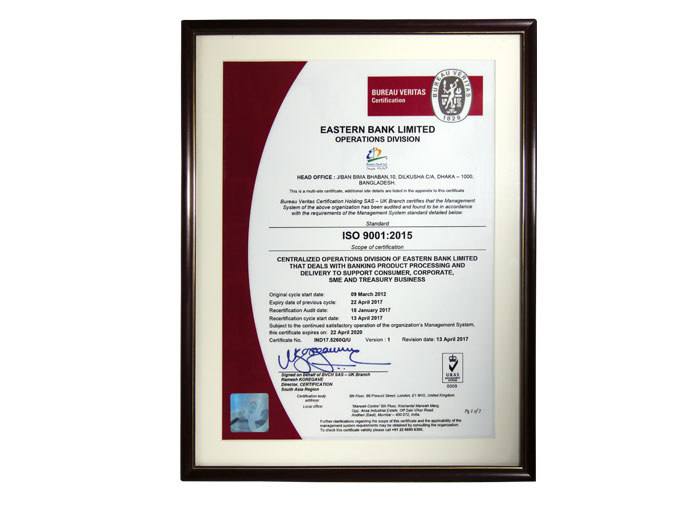 BUREAU VERITAS
Certification
BUREAU VERITAS
1828
EASTERN BANK LIMITED
OPERATIONS DIVISION
HEAD OFFICE : JIBAN BIMA BHABAN,10, DILKUSHA C/A, DHAKA – 1000,
BANGLADESH.
This is a multi-site certificate, additional site details are listed in the appendix to this certificate
Bureau Veritas Certification Holding SAS – UK Branch certifies that the Management
System of the above organization has been audited and found to be in accordance
with the requirements of the Management System standard detailed below.
Standard
ISO 9001:2015
Scope of certification
CENTRALIZED OPERATIONS DIVISION OF EASTERN BANK LIMITED
THAT DEALS WITH BANKING PRODUCT PROCESSING AND
DELIVERY TO SUPPORT CONSUMER, CORPORATE,
SME AND TREASURY BUSINESS
Original cycle start date: 09 March 2012
Expiry date of previous cycle: 22 April 2017
Recertification Audit date: 18 January 2017
Recertification cycle start date: 13 April 2017
Subject to the continued satisfactory operation of the organization's Management System,
this certificate expires on: 22 April 2020
Certificate No. IND17.5260Q/U Version : 1 Revision date: 13 April 2017
Signed on Behalf of BVCH SAS – UK Branch
Ramesh KOREGAVE
Director, CERTIFICATION
South Asia Region
UKAS
MANAGEMENT
SYSTEMS
0008
Certification body
address
5th Floor, 66 Prescot Street, London, E1 8HG, United Kingdom
Local office
"Marwah Centre" 6th Floor, Krishanlal Marwah Marg,
Opp. Ansa Industrial Estate, Off Saki Vihar Road,
Andheri (East), Mumbai – 400 072, India.
Pg 1 of 2
Further clarifications regarding the scope of this certificate and the applicability of the
management system requirements may be obtained by consulting the organization.
To check this certificate validity please call +91 22 6695 6300.